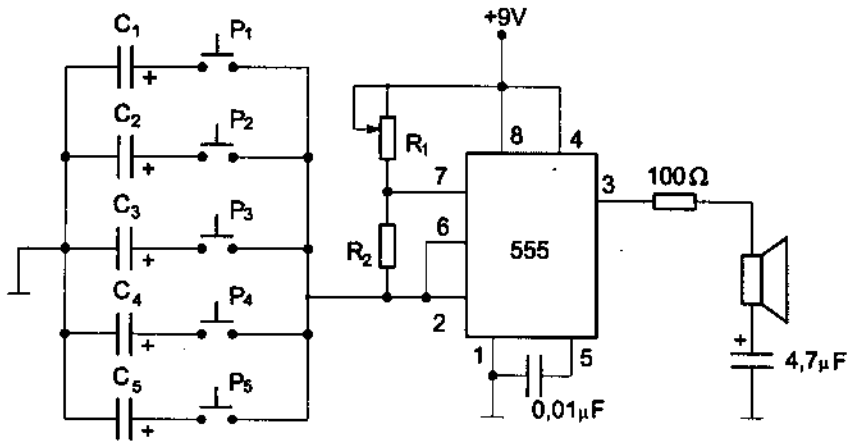 +9V
C1
P1
C2
P2
C3
P3
C4
P4
C5
P5
R1
R2
8
4
7
6
2
555
3
1
5
100Ω
0,01μF
+
4,7μF
+
+
+
+
+